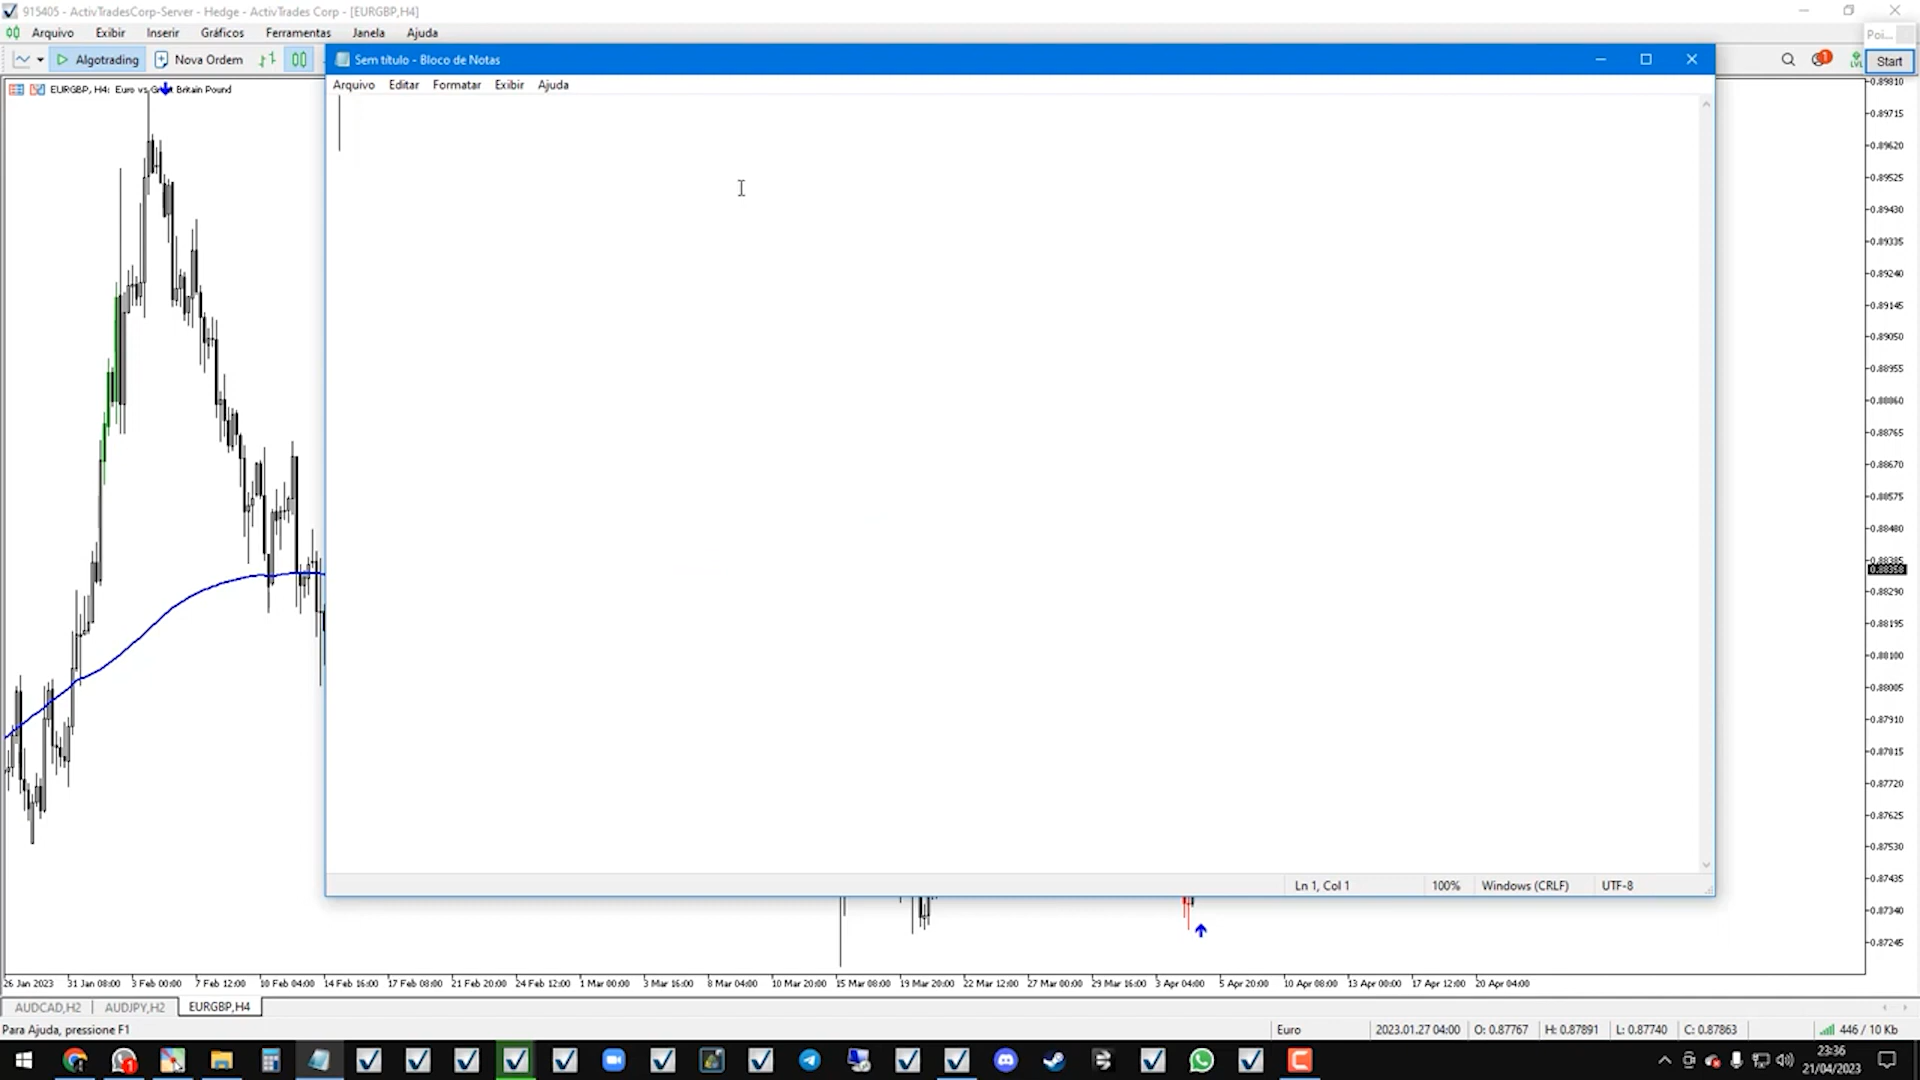 915405 - ActivTradesCorp-Server - Hedge - ActivTrades Corp - [EURGBP,H4]
Arquivo Exibir Inserir Gráficos Ferramentas Janela Ajuda
Poi...
Algotrading Nova Ordem
1
LVL
Start
Sem título - Bloco de Notas
Arquivo Editar Formatar Exibir Ajuda
EURGBP, H4: Euro vs Great Britain Pound
0.89810
0.89715
0.89620
0.89525
0.89430
0.89335
0.89240
0.89145
0.89050
0.88955
0.88860
0.88765
0.88670
0.88575
0.88480
0.88385
0.88358
0.88290
0.88195
0.88100
0.88005
0.87910
0.87815
0.87720
0.87625
0.87530
0.87435
0.87340
0.87245
Ln 1, Col 1 100% Windows (CRLF) UTF-8
26 Jan 2023 31 Jan 08:00 3 Feb 00:00 7 Feb 12:00 10 Feb 04:00 14 Feb 16:00 17 Feb 08:00 21 Feb 20:00 24 Feb 12:00 1 Mar 00:00 3 Mar 16:00 8 Mar 04:00 10 Mar 20:00 15 Mar 08:00 19 Mar 20:00 22 Mar 12:00 27 Mar 00:00 29 Mar 16:00 3 Apr 04:00 5 Apr 20:00 10 Apr 08:00 13 Apr 00:00 17 Apr 12:00 20 Apr 04:00
AUDCAD,H2 AUDJPY,H2 EURGBP,H4
Para Ajuda, pressione F1
Euro 2023.01.27 04:00 O: 0.87767 H: 0.87891 L: 0.87740 C: 0.87863 446 / 10 Kb
1
23:36
21/04/2023